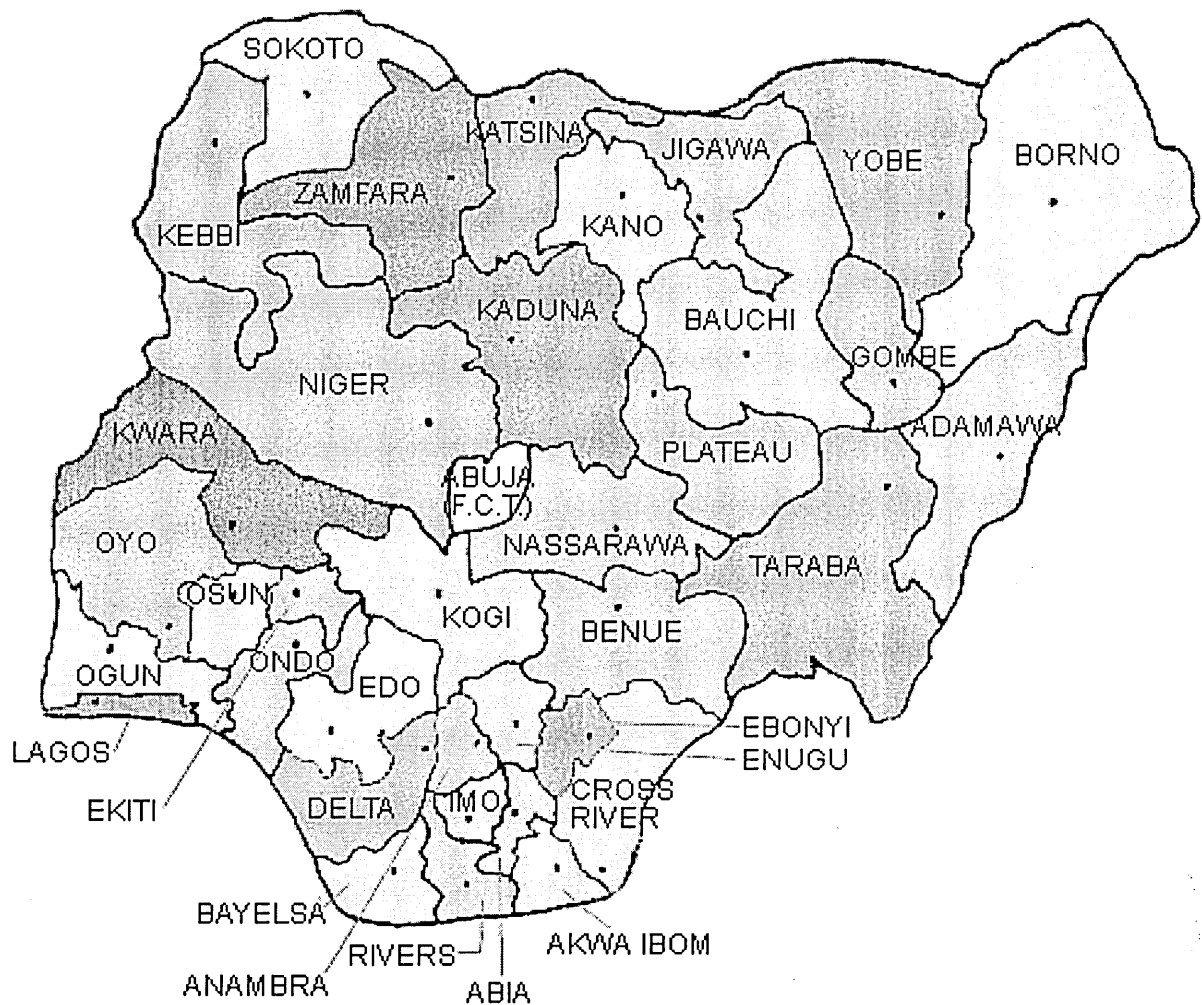 SOKOTO
KATSINA
JIGAWA
YOBE
BORNO
ZAMFARA
KANO
KEBBI
KADUNA
BAUCHI
GOMBE
NIGER
ADAMAWA
KWARA
PLATEAU
ABUJA
(F.C.T.)
OYO
NASSARAWA
TARABA
OSUN
KOGI
BENUE
OGUN
ONDO
EDO
EBONYI
LAGOS
ENUGU
EKITI
DELTA
IMO
CROSS
RIVER
BAYELSA
RIVERS
AKWA IBOM
ANAMBRA
ABIA